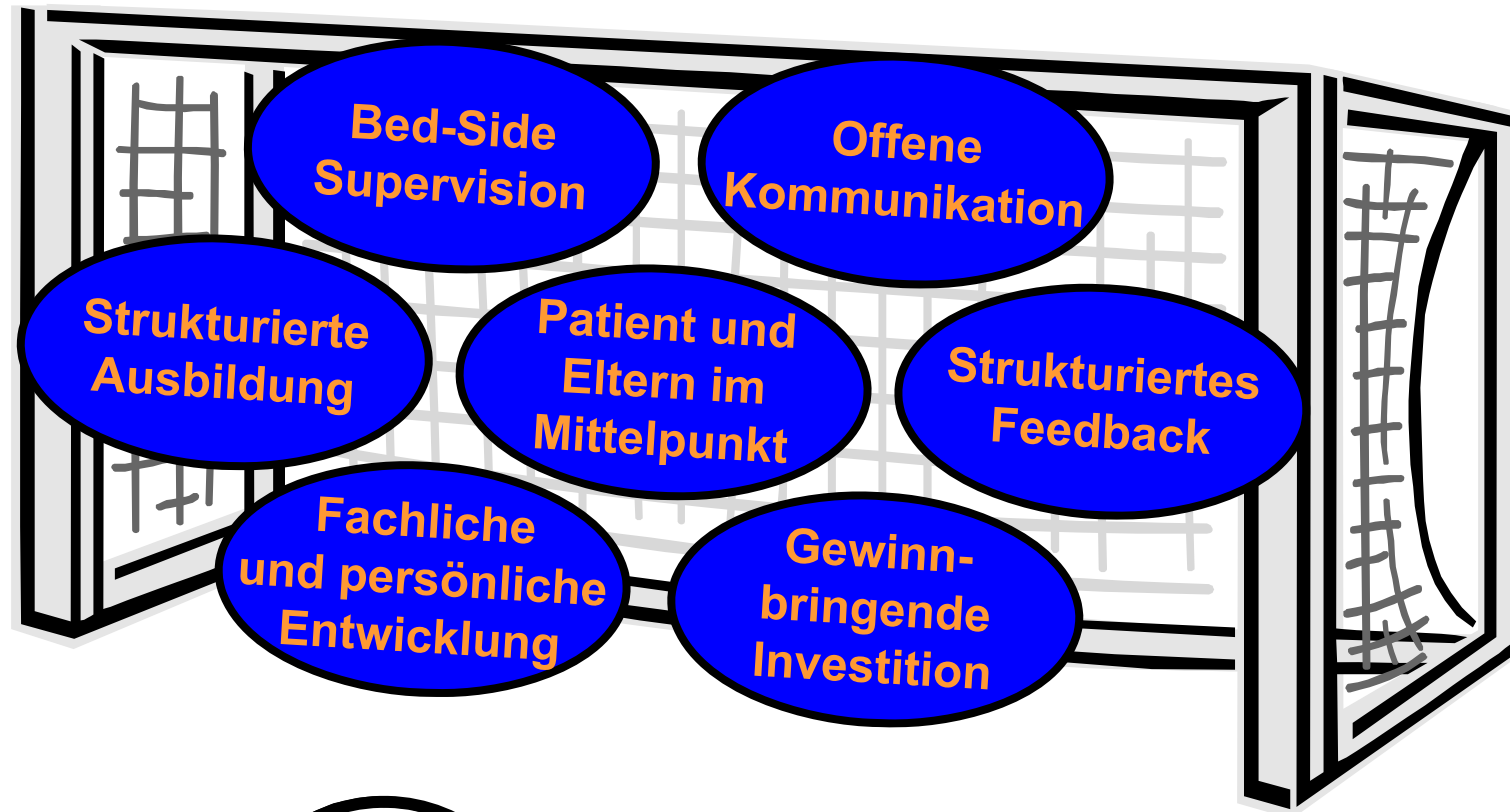 Bed-Side
Supervision
Offene
Kommunikation
Strukturierte
Ausbildung
Patient und
Eltern im
Mittelpunkt
Strukturiertes
Feedback
Fachliche
und persönliche
Entwicklung
Gewinn-
bringende
Investition